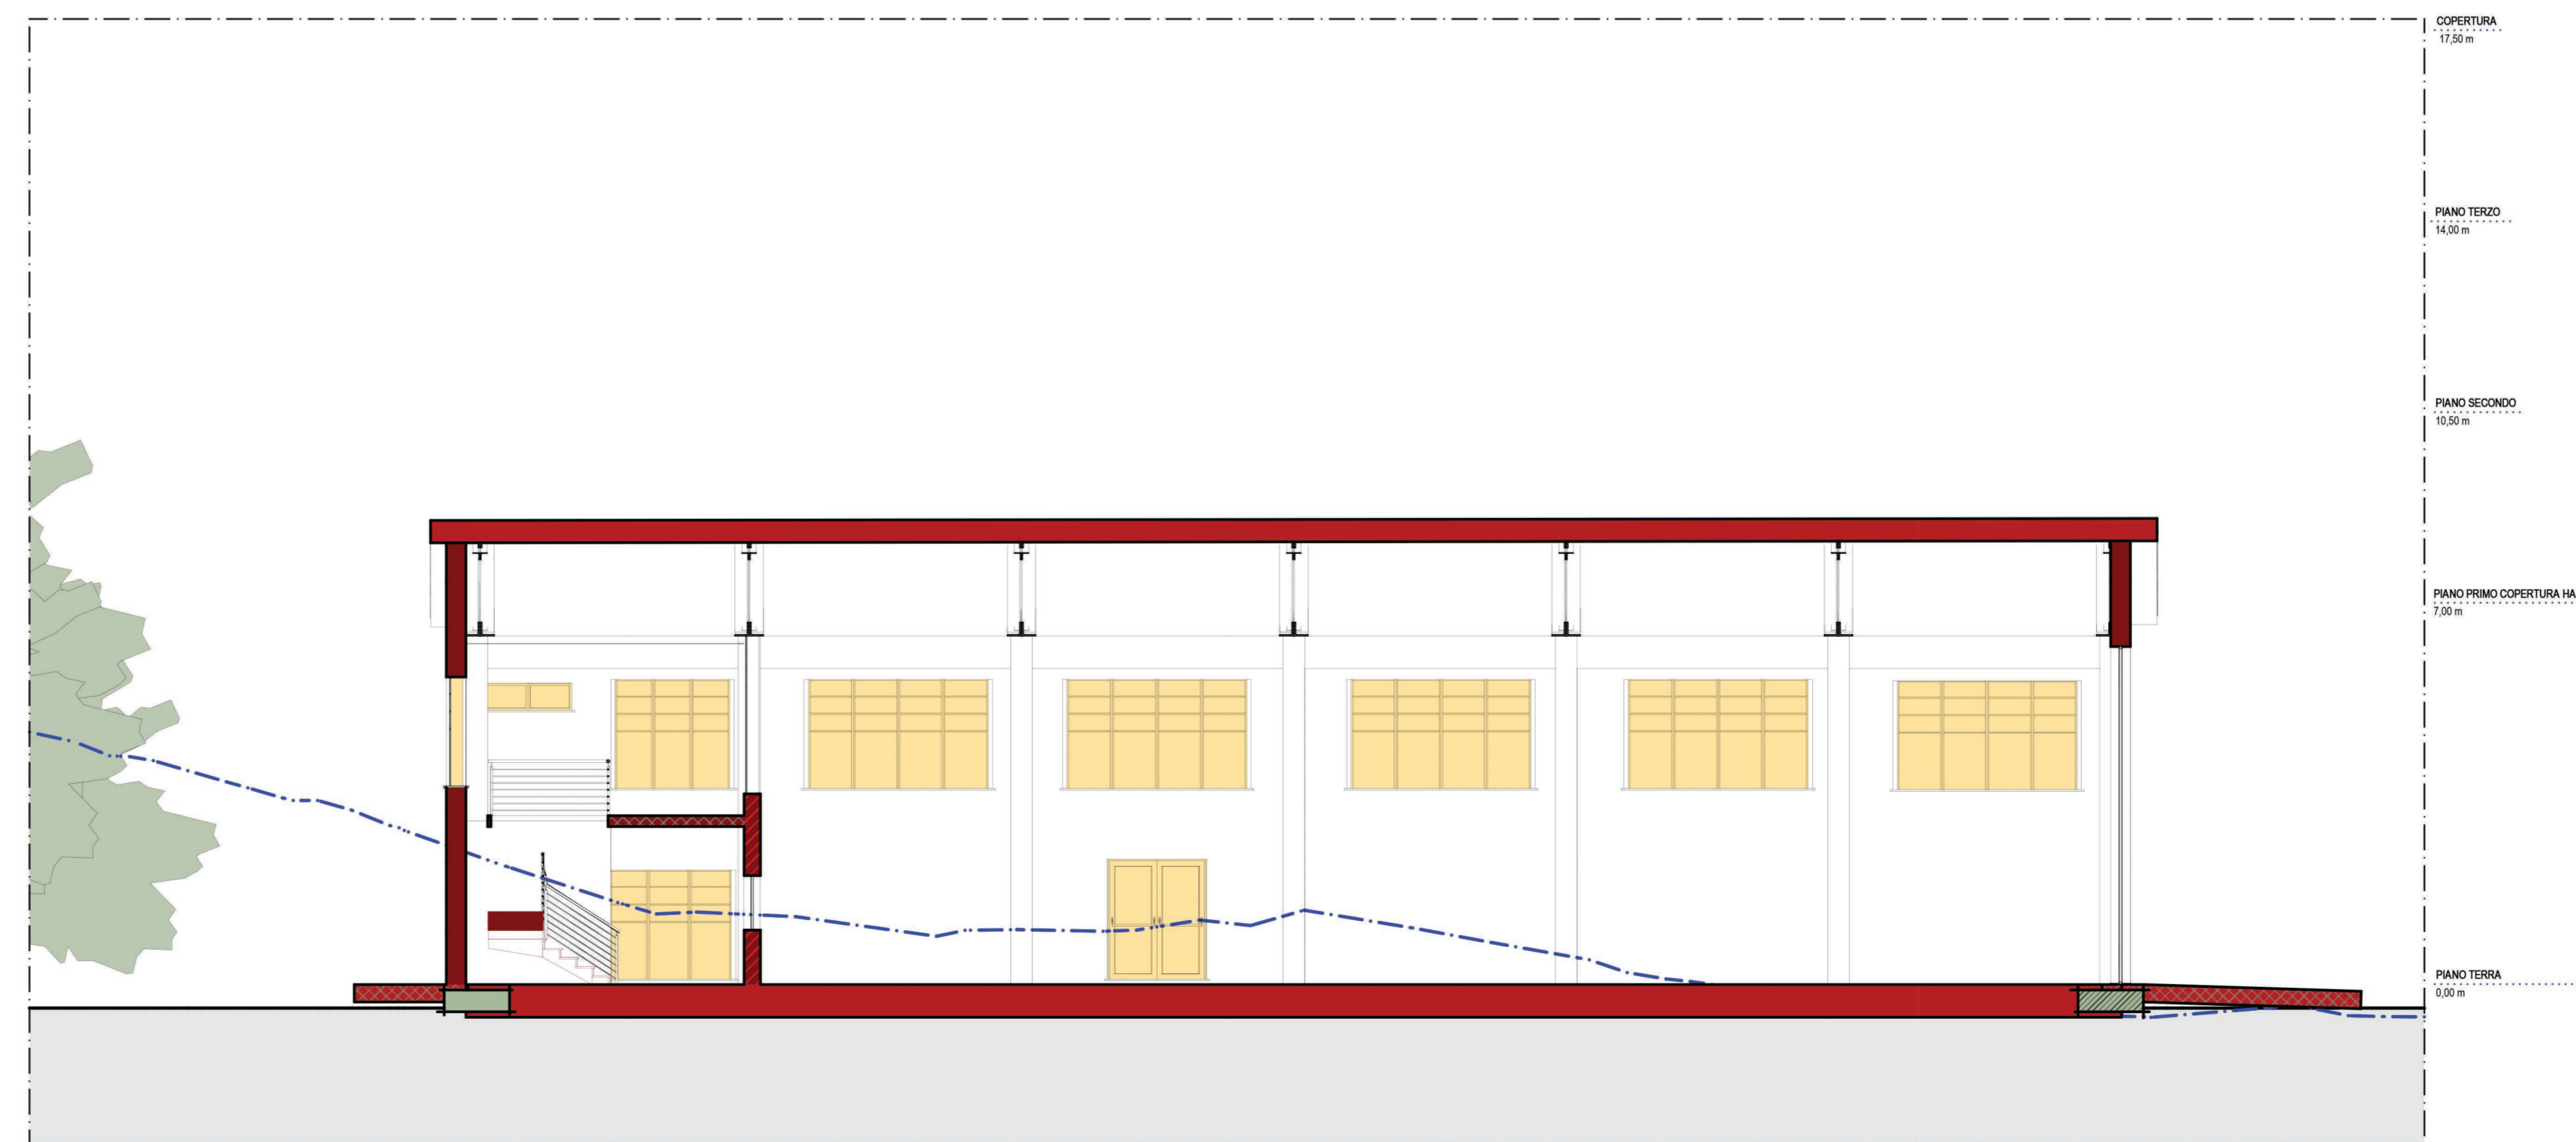 COPERTURA
17,50 m
PIANO TERZO
14,00 m
PIANO SECONDO
10,50 m
PIANO PRIMO COPERTURA HA
7,00 m
PIANO TERRA
0,00 m